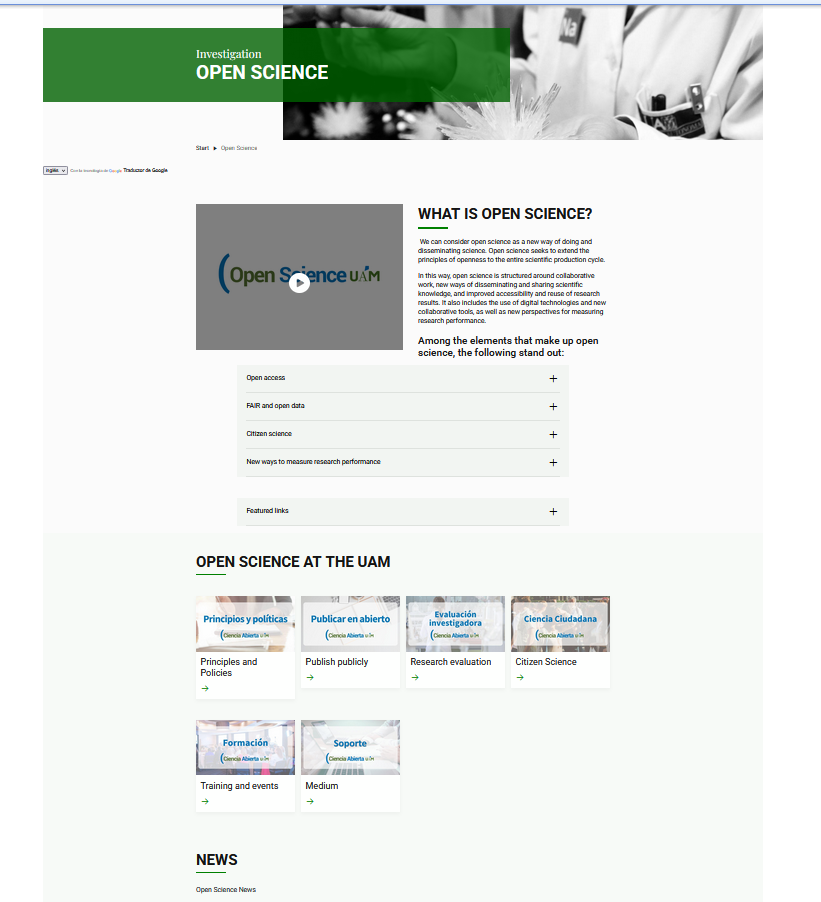 Na
Investigation
OPEN SCIENCE
Start ▸ Open Science
Inglés Con la tecnología de Google Traductor de Google
WHAT IS OPEN SCIENCE?
We can consider open science as a new way of doing and
disseminating science. Open science seeks to extend the
principles of openness to the entire scientific production cycle.
(Open Science UAM
In this way, open science is structured around collaborative
work, new ways of disseminating and sharing scientific
knowledge, and improved accessibility and reuse of research
results. It also includes the use of digital technologies and new
collaborative tools, as well as new perspectives for measuring
research performance.
Among the elements that make up open
science, the following stand out:
Open access
FAIR and open data
Citizen science
New ways to measure research performance
Featured links
OPEN SCIENCE AT THE UAM
Principios y políticas
(Ciencia Abierta UAM
Principles and
Policies
Publicar en abierto
(Ciencia Abierta UAM
Publish publicly
Evaluación
investigadora
(Ciencia Abierta UAM
Research evaluation
Ciencia Ciudadana
(Ciencia Abierta UAM
Citizen Science
Formación
(Ciencia Abierta UAM
Training and events
Soporte
(Ciencia Abierta UAM
Medium
NEWS
Open Science News